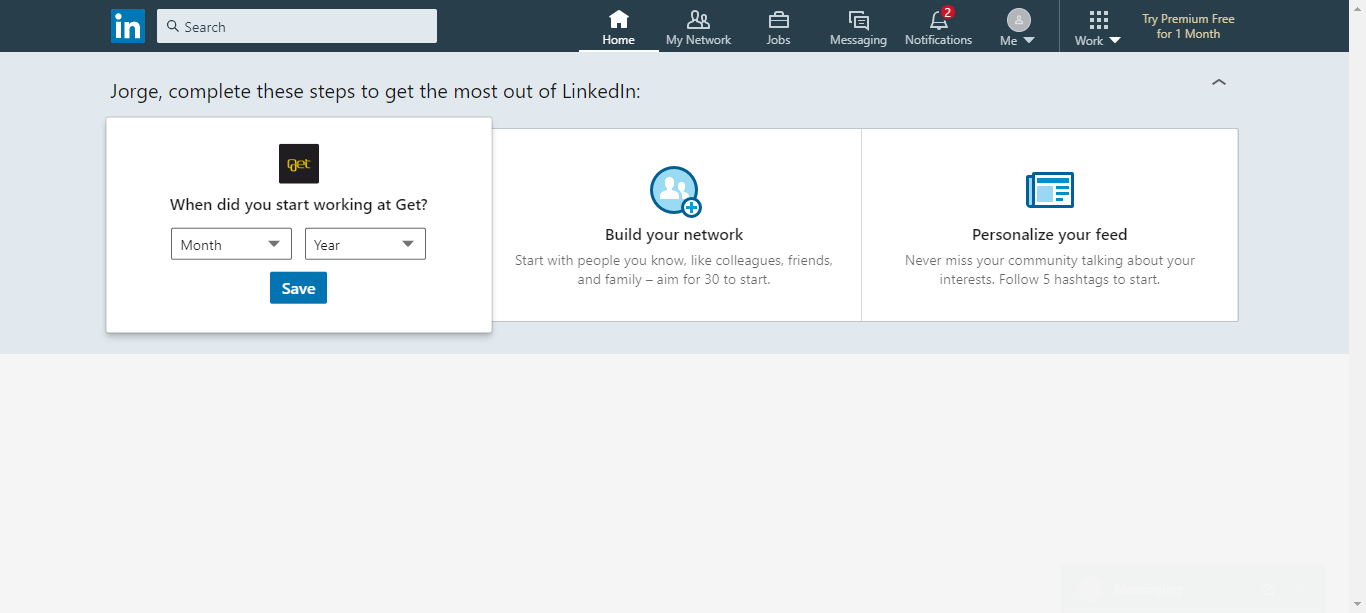 in
Search
Home
My Network
Jobs
Messaging
2
Notifications
Me
Work
Try Premium Free
for 1 Month
Jorge, complete these steps to get the most out of LinkedIn:
Get
When did you start working at Get?
Month
Year
Save
Build your network
Start with people you know, like colleagues, friends,
and family – aim for 30 to start.
Personalize your feed
Never miss your community talking about your
interests. Follow 5 hashtags to start.
Messaging